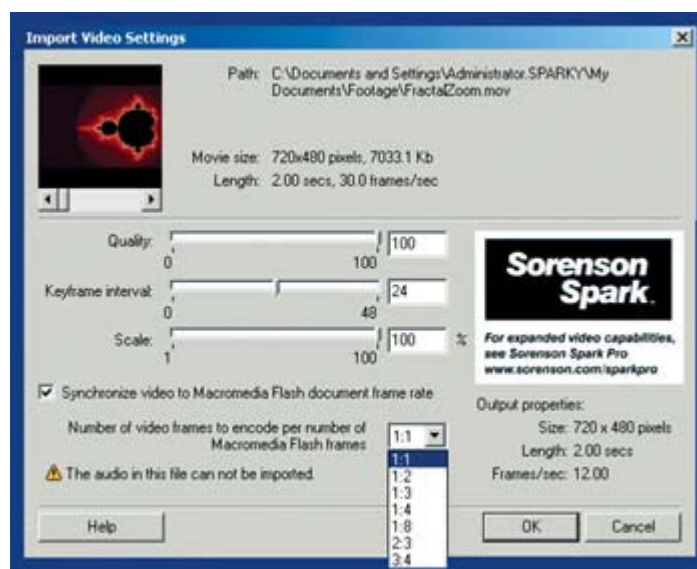 Import Video Settings
Path: C:\Documents and Settings\Administrator.SPARKY\My
Documents\Footage\FractalZoom.mov
Movie size: 720x480 pixels, 7033.1 Kb
Length: 2.00 secs, 30.0 frames/sec
Quality: 100
0 100
Keyframe interval: 24
0 48
Scale: 100 %
1 100
Sorenson
Spark.
For expanded video capabilities,
see Sorenson Spark Pro
www.sorenson.com/sparkpro
Synchronize video to Macromedia Flash document frame rate
Number of video frames to encode per number of
Macromedia Flash frames
1:1
1:1
1:2
1:3
1:4
1:8
2:3
3:4
The audio in this file can not be imported.
Output properties:
Size: 720 x 480 pixels
Length: 2.00 secs
Frames/sec: 12.00
Help
OK
Cancel